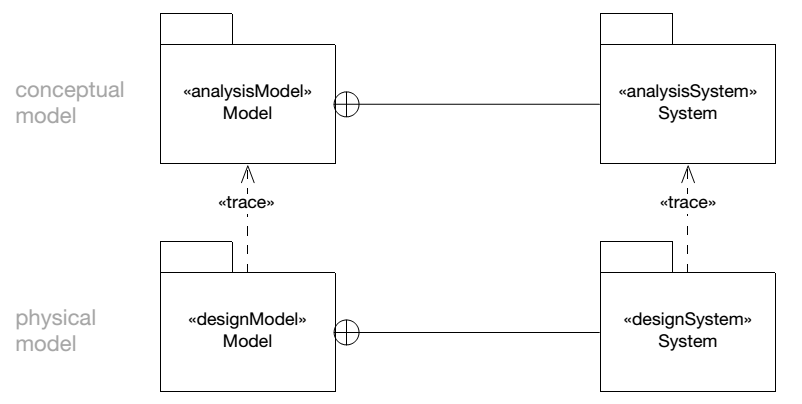 conceptual
model
«analysisModel»
Model
«analysisSystem»
System
«trace»
«trace»
physical
model
«designModel»
Model
«designSystem»
System